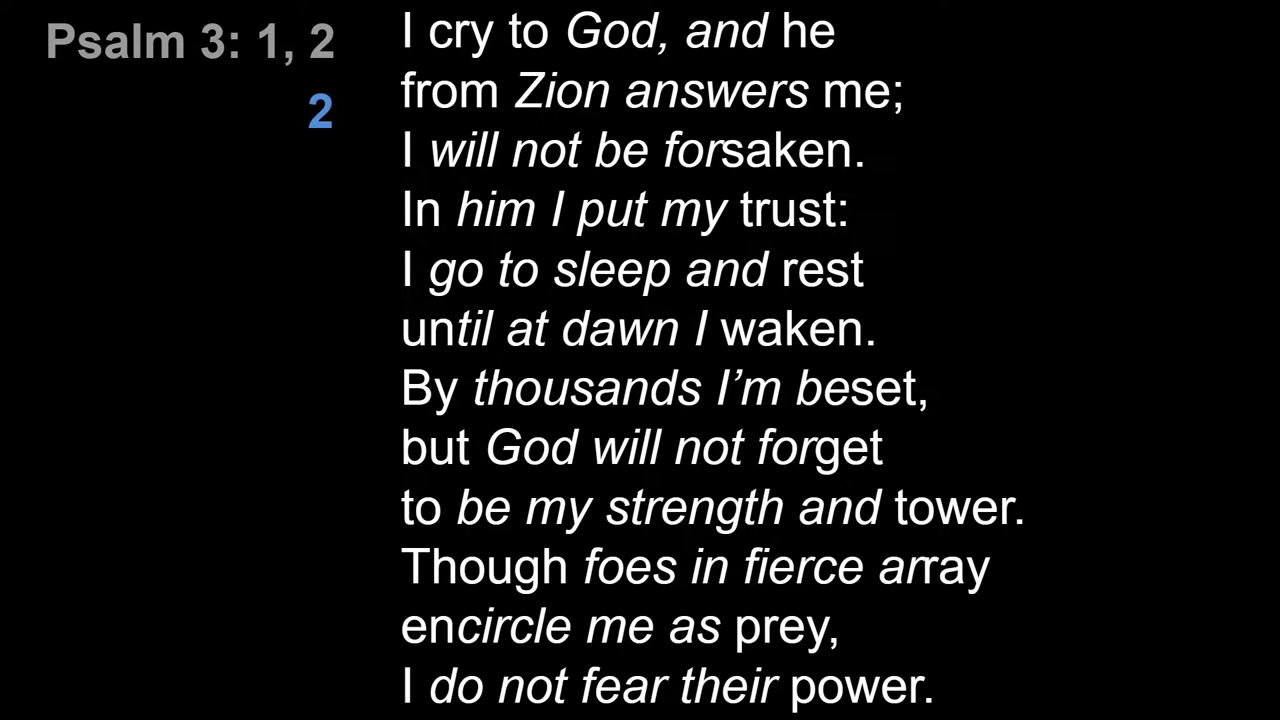 Psalm 3: 1, 2
2
I cry to God, and he
from Zion answers me;
I will not be forsaken.
In him I put my trust:
I go to sleep and rest
until at dawn I waken.
By thousands I’m beset,
but God will not forget
to be my strength and tower.
Though foes in fierce array
encircle me as prey,
I do not fear their power.